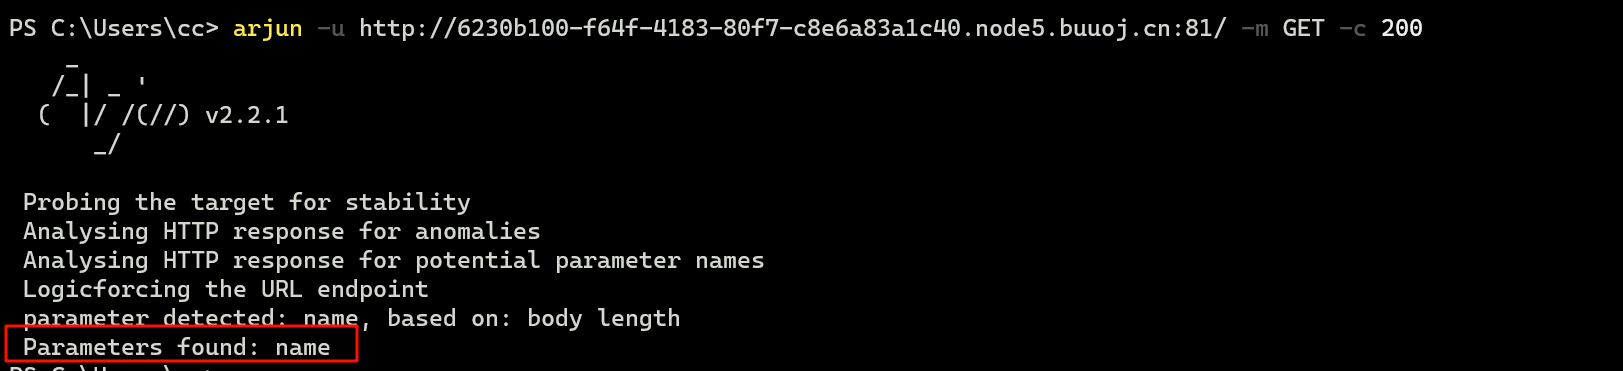 PS C:\Users\cc> arjun -u http://6230b100-f64f-4183-80f7-c8e6a83a1c40.node5.buuoj.cn:81/ -m GET -c 200
    _
   /_| _ '
  (  |/ /(//) v2.2.1
      _/
Probing the target for stability
Analysing HTTP response for anomalies
Analysing HTTP response for potential parameter names
Logicforcing the URL endpoint
parameter detected: name, based on: body length
Parameters found: name